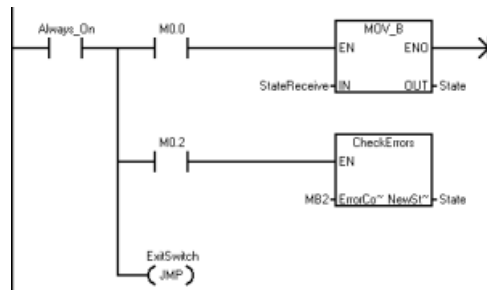 Always_On
M0.0
MOV_B
EN ENO
StateReceive IN OUT State
M0.2
CheckErrors
EN
MB2 ErrorCo~ NewSt~ State
ExitSwitch
JMP